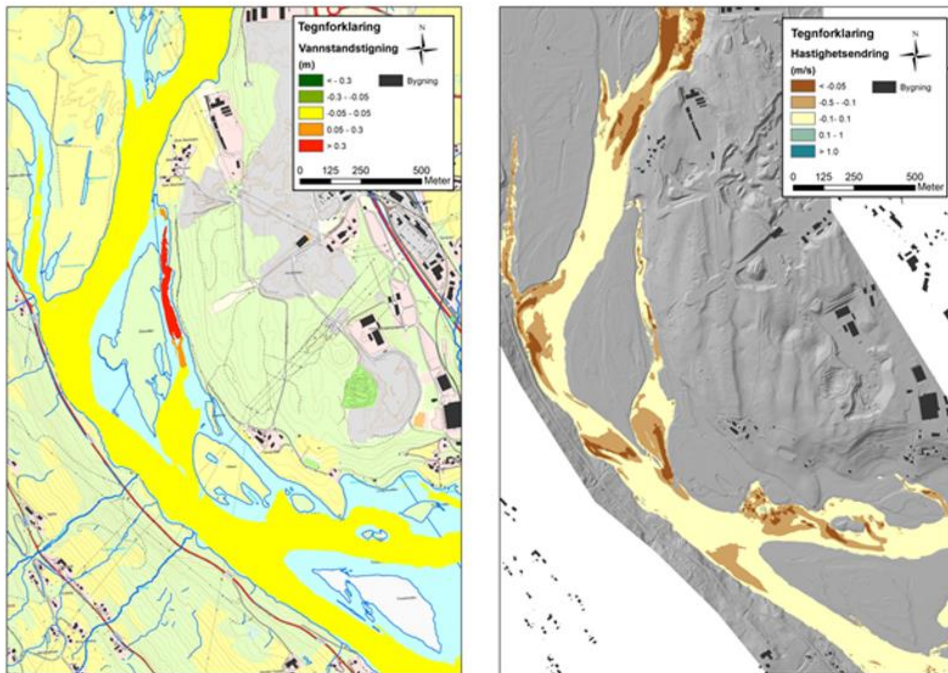 Tegnforklaring
Vannstandstigning
(m)
N
< - 0.3
-0.3 - -0.05
-0.05 - 0.05
0.05 - 0.3
> 0.3
Bygning
0 125 250 500
Meter
Tegnforklaring
Hastighetsendring
(m/s)
N
< -0.05
-0.5 - -0.1
-0.1- 0.1
0.1 - 1
> 1.0
Bygning
0 125 250 500
Meter